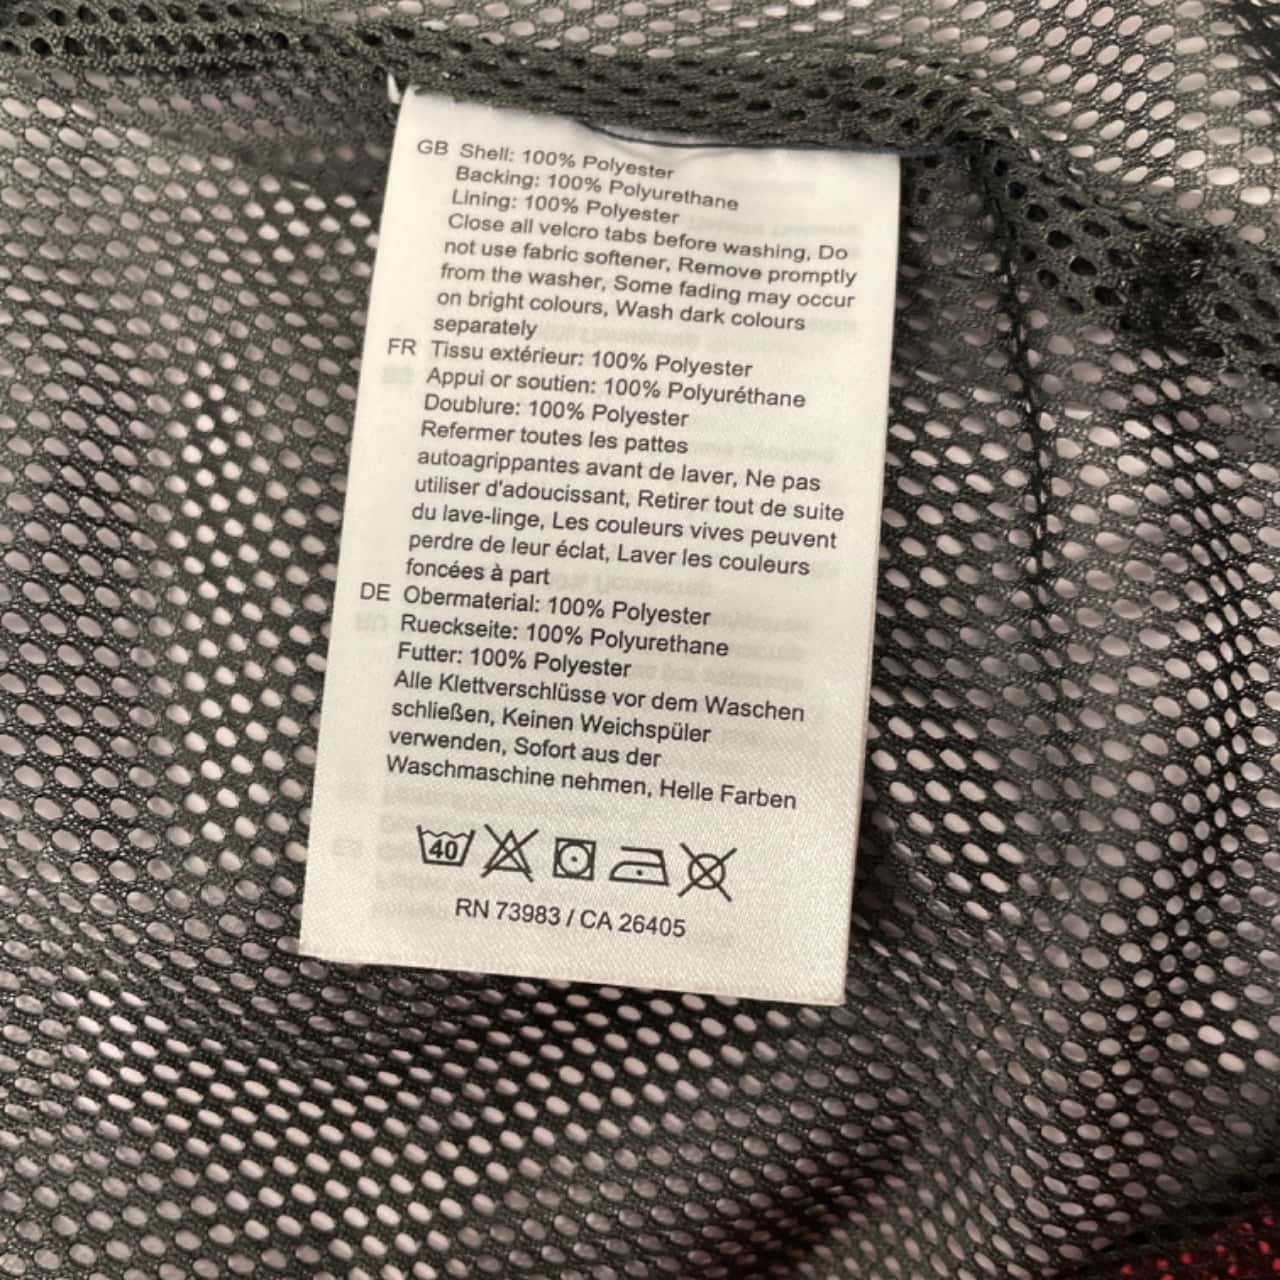 GB Shell: 100% Polyester
Backing: 100% Polyurethane
Lining: 100% Polyester
Close all velcro tabs before washing, Do
not use fabric softener, Remove promptly
from the washer, Some fading may occur
on bright colours, Wash dark colours
separately
FR Tissu extérieur: 100% Polyester
Appui or soutien: 100% Polyuréthane
Doublure: 100% Polyester
Refermer toutes les pattes
autoagrippantes avant de laver, Ne pas
utiliser d'adoucissant, Retirer tout de suite
du lave-linge, Les couleurs vives peuvent
perdre de leur éclat, Laver les couleurs
foncées à part
DE Obermaterial: 100% Polyester
Rueckseite: 100% Polyurethane
Futter: 100% Polyester
Alle Klettverschlüsse vor dem Waschen
schließen, Keinen Weichspüler
verwenden, Sofort aus der
Waschmaschine nehmen, Helle Farben
40
RN 73983 / CA 26405